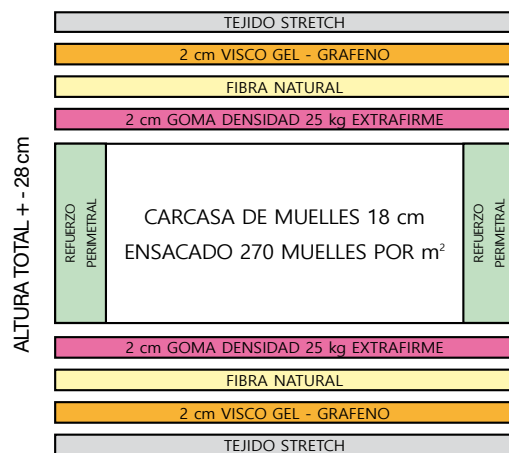 TEJIDO STRETCH
2 cm VISCO GEL - GRAFENO
FIBRA NATURAL
2 cm GOMA DENSIDAD 25 kg EXTRAFIRME
ALTURA TOTAL + - 28 cm
REFUERZO
PERIMETRAL
CARCASA DE MUELLES 18 cm
ENSACADO 270 MUELLES POR m²
REFUERZO
PERIMETRAL
2 cm GOMA DENSIDAD 25 kg EXTRAFIRME
FIBRA NATURAL
2 cm VISCO GEL - GRAFENO
TEJIDO STRETCH